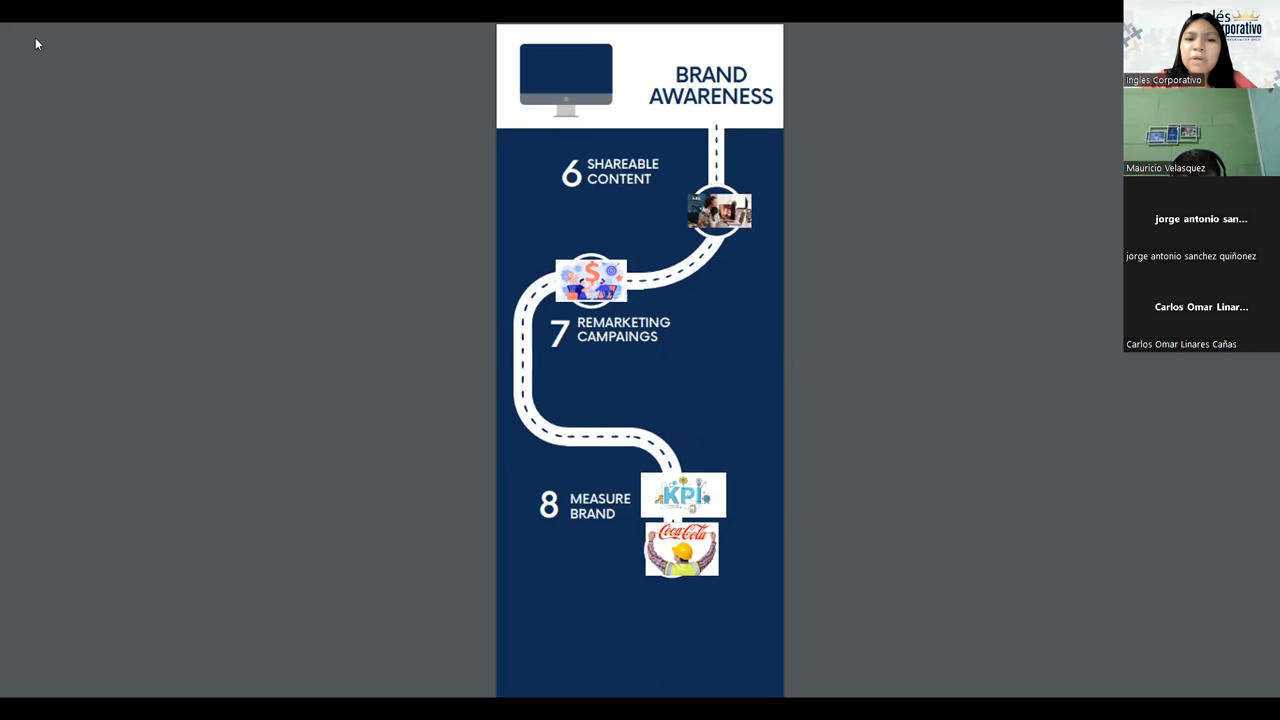 BRAND
AWARENESS
6 SHAREABLE
CONTENT
7 REMARKETING
CAMPAINGS
8 MEASURE
BRAND
KPI
Coca-Cola
$
Inglés
Ingles Corporativo
Mauricio Velasquez
jorge antonio san...
jorge antonio sanchez quiñonez
Carlos Omar Linar...
Carlos Omar Linares Cañas